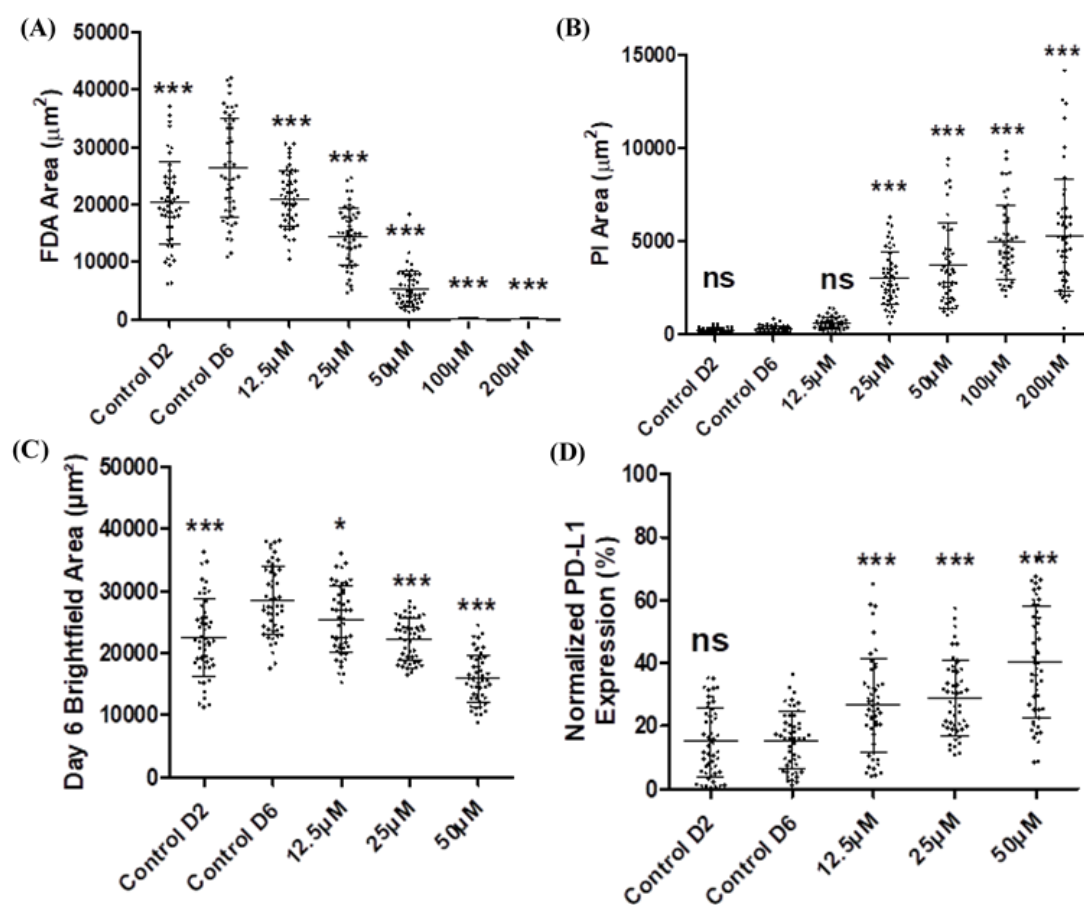 (A)
FDA Area (μm²)
50000
40000
30000
20000
10000
0
***
***
***
***
***
***
Control D2
Control D6
12.5μM
25μM
50μM
100μM
200μM
(B)
PI Area (μm²)
15000
10000
5000
0
ns
ns
***
***
***
***
Control D2
Control D6
12.5μM
25μM
50μM
100μM
200μM
(C)
Day 6 Brightfield Area (μm²)
50000
40000
30000
20000
10000
0
***
*
***
***
Control D2
Control D6
12.5μM
25μM
50μM
(D)
Normalized PD-L1
Expression (%)
100
80
60
40
20
0
ns
***
***
***
Control D2
Control D6
12.5μM
25μM
50μM